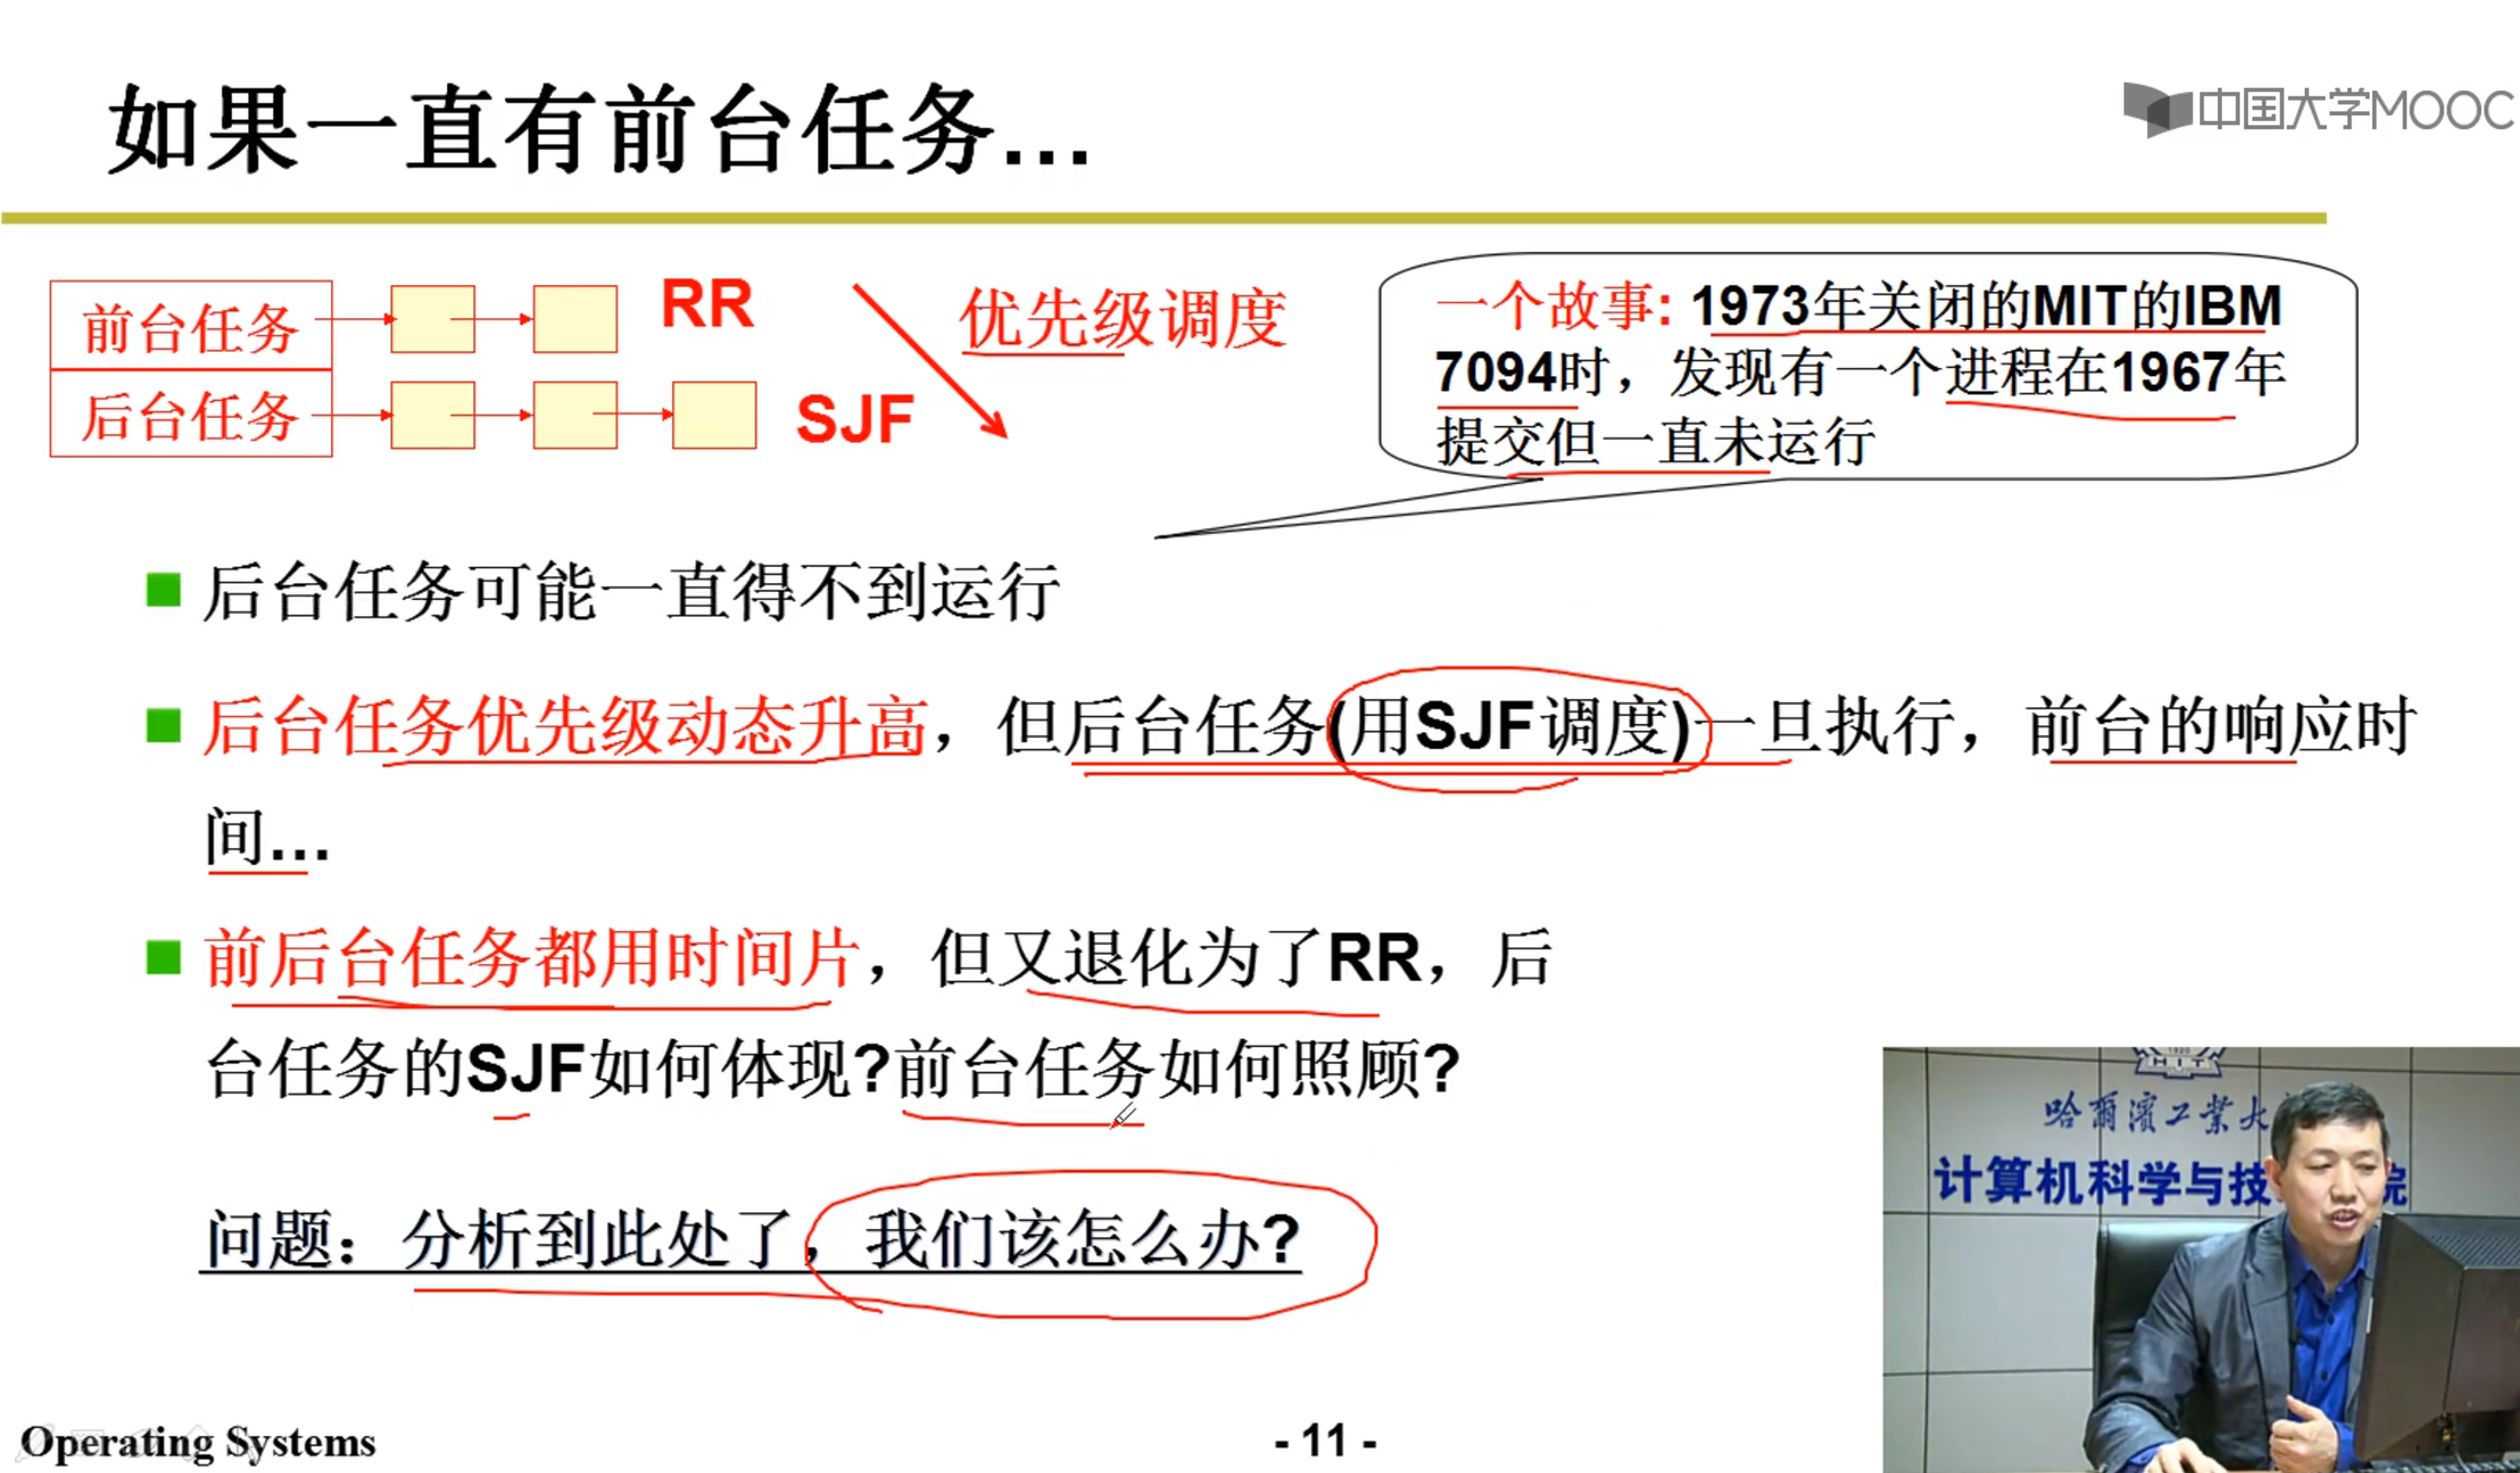 如果一直有前台任务...
中国大学MOOC
前台任务
RR
后台任务
SJF
优先级调度
一个故事: 1973年关闭的MIT的IBM
7094时，发现有一个进程在1967年
提交但一直未运行
后台任务可能一直得不到运行
后台任务优先级动态升高，但后台任务(用SJF调度)一旦执行，前台的响应时
间...
前后台任务都用时间片，但又退化为了RR，后
台任务的SJF如何体现?前台任务如何照顾?
问题：分析到此处了，我们该怎么办?
哈爾濱工業大
计算机科学与技 院
Operating Systems
- 11 -